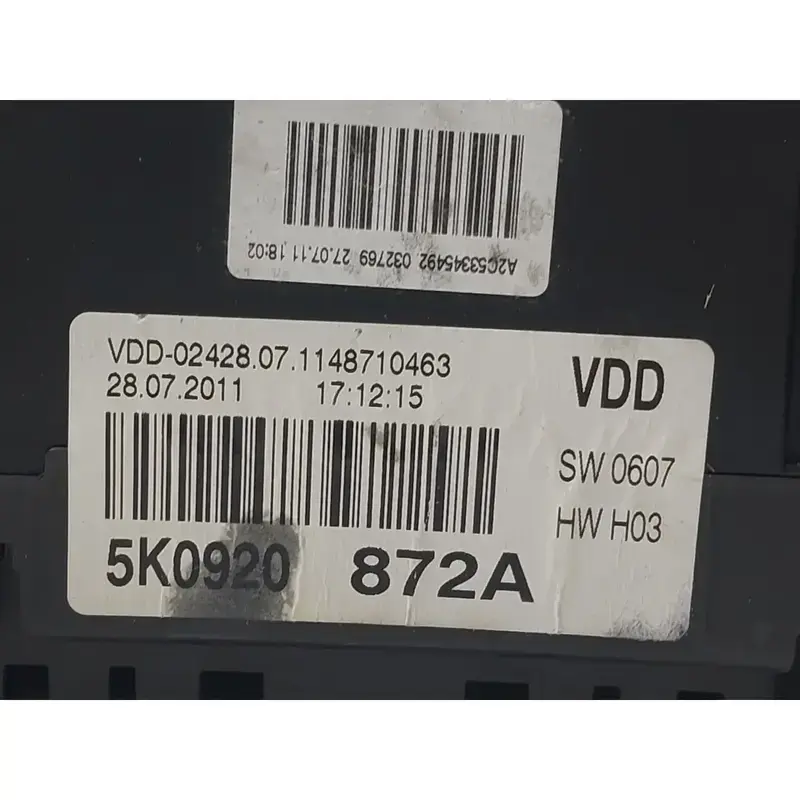 A2C53345492 032769 27.07.11 18:02
VDD-02428.07.1148710463
28.07.2011 17:12:15
VDD
SW 0607
HW H03
5K0920 872A